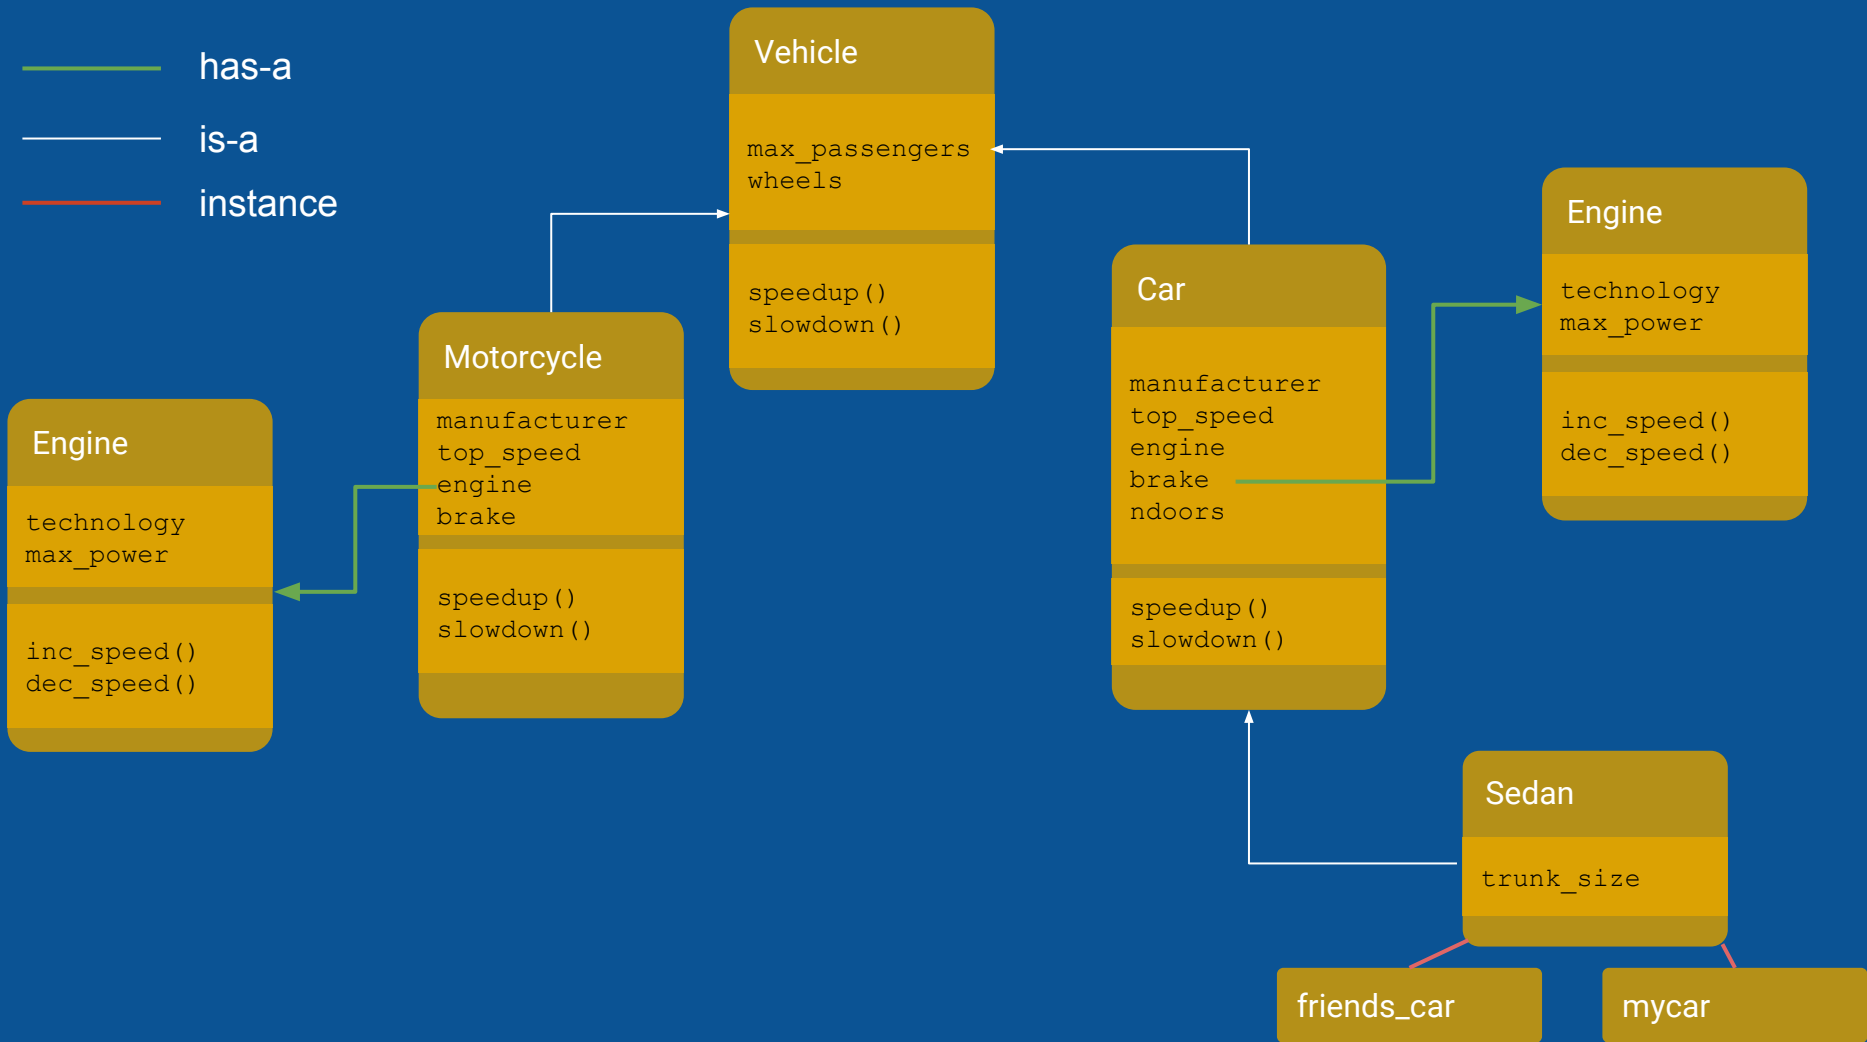 has-a
is-a
instance
Vehicle
max_passengers
wheels
speedup()
slowdown()
Engine
technology
max_power
inc_speed()
dec_speed()
Motorcycle
manufacturer
top_speed
engine
brake
speedup()
slowdown()
Car
manufacturer
top_speed
engine
brake
ndoors
speedup()
slowdown()
Engine
technology
max_power
inc_speed()
dec_speed()
Sedan
trunk_size
friends_car
mycar